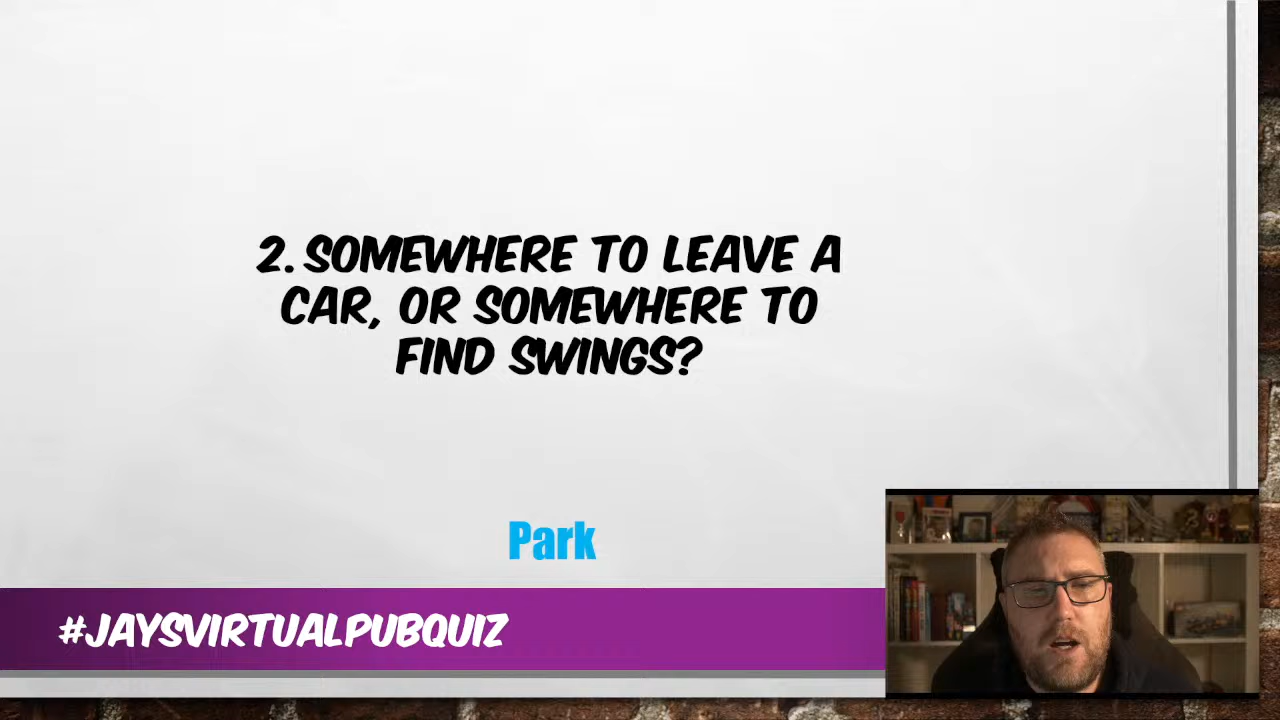 2. SOMEWHERE TO LEAVE A
CAR, OR SOMEWHERE TO
FIND SWINGS?
Park
#JAYSVIRTUALPUBQUIZ